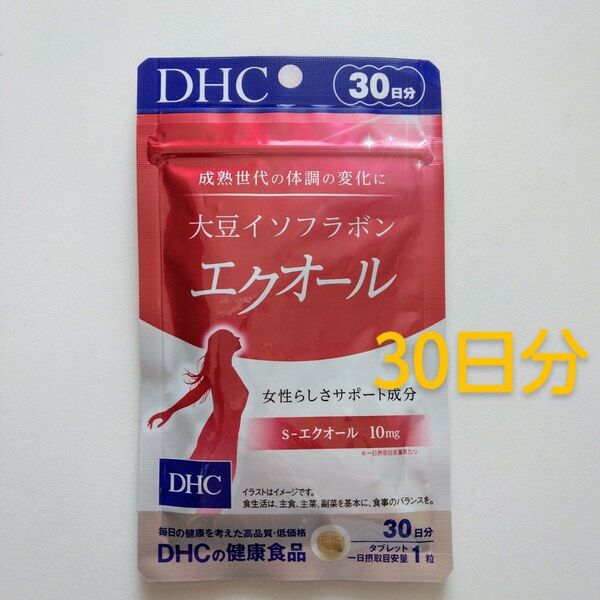 DHC
30日分
成熟世代の体調の変化に
大豆イソフラボン
エクオール
30日分
女性らしさサポート成分
S-エクオール 10mg
※一日摂取目安量あたり
DHC
イラストはイメージです。
食生活は、主食、主菜、副菜を基本に、食事のバランスを。
毎日の健康を考えた高品質・低価格
DHCの健康食品
30日分
タブレット
一日摂取目安量 1粒